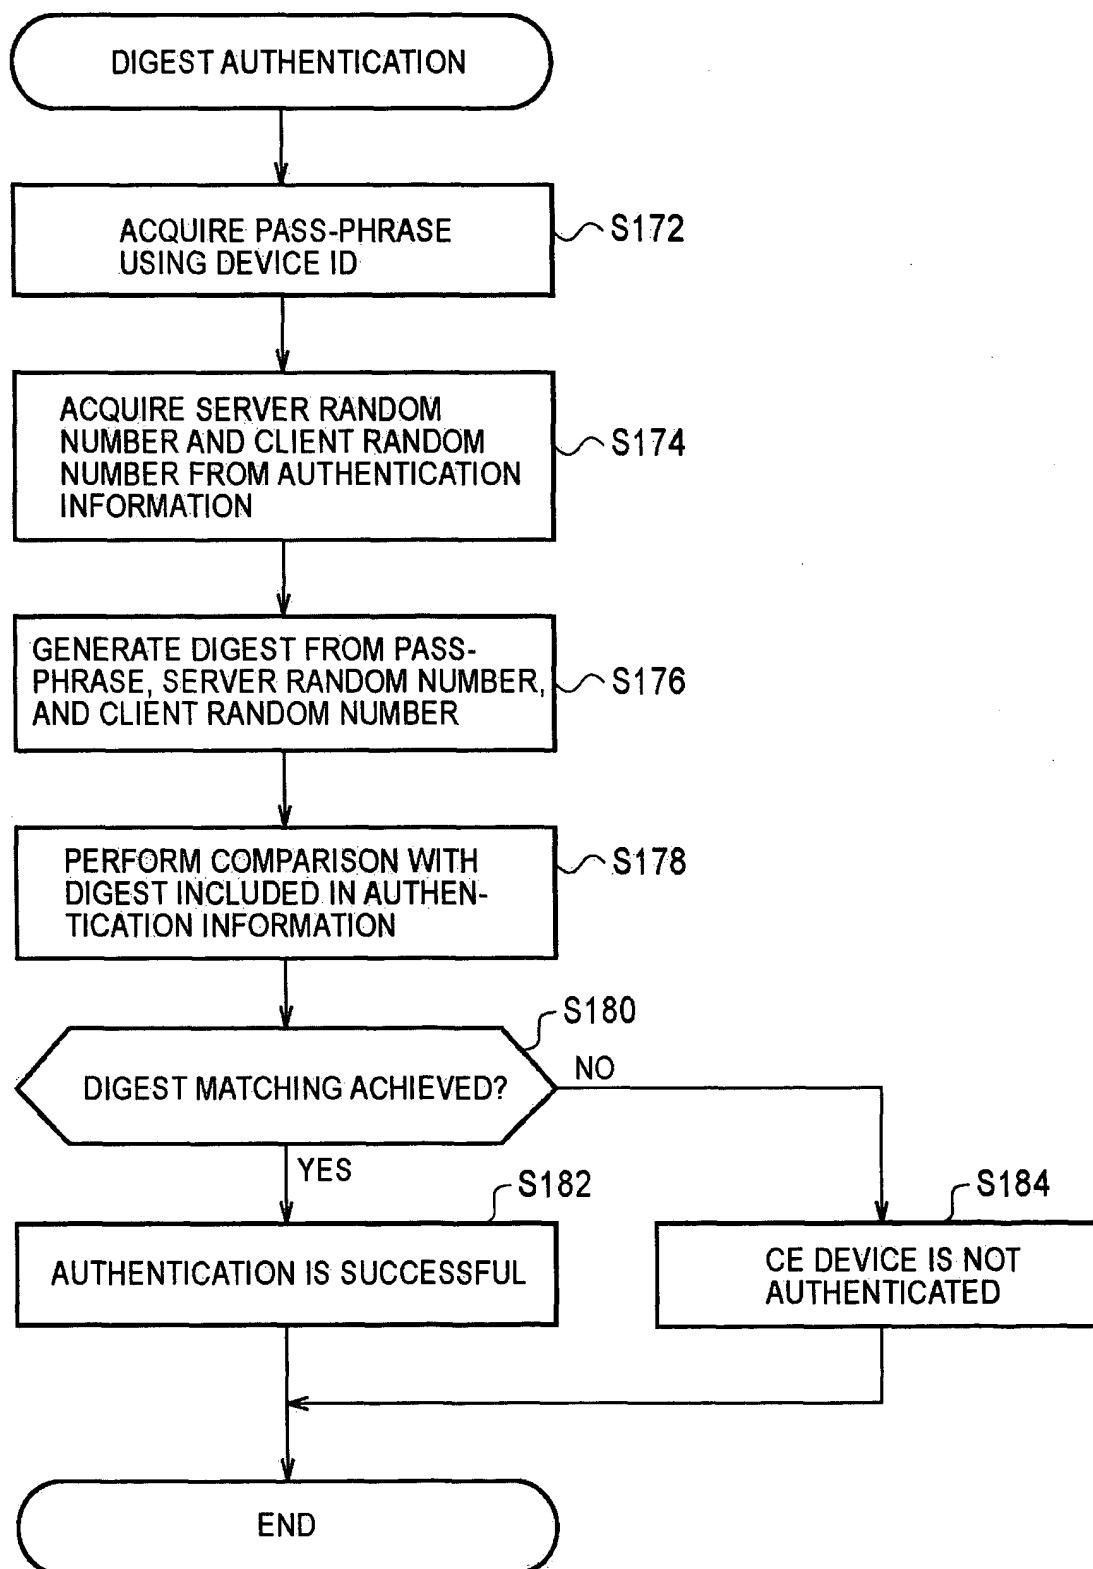 DIGEST AUTHENTICATION
ACQUIRE PASS-PHRASE
USING DEVICE ID
S172
ACQUIRE SERVER RANDOM
NUMBER AND CLIENT RANDOM
NUMBER FROM AUTHENTICATION
INFORMATION
S174
GENERATE DIGEST FROM PASS-
PHRASE, SERVER RANDOM NUMBER,
AND CLIENT RANDOM NUMBER
S176
PERFORM COMPARISON WITH
DIGEST INCLUDED IN AUTHEN-
TICATION INFORMATION
S178
S180
DIGEST MATCHING ACHIEVED?
NO
YES
S182
AUTHENTICATION IS SUCCESSFUL
S184
CE DEVICE IS NOT
AUTHENTICATED
END